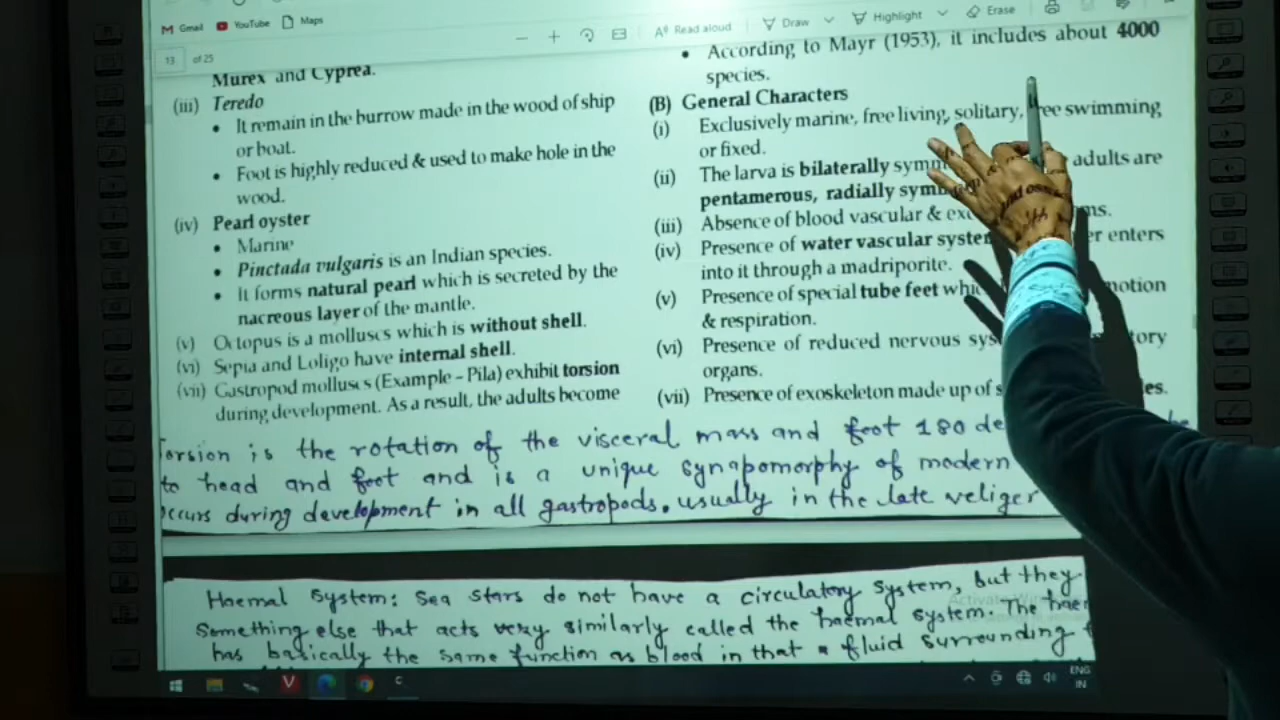 Gmail YouTube Maps
13 of 25 Read aloud Draw Highlight Erase
Murex and Cyprea.
(iii) Teredo
• It remain in the burrow made in the wood of ship
or boat.
• Foot is highly reduced & used to make hole in the
wood.
(iv) Pearl oyster
• Marine
• Pinctada vulgaris is an Indian species.
• It forms natural pearl which is secreted by the
nacreous layer of the mantle.
(v) Octopus is a molluscs which is without shell.
(vi) Sepia and Loligo have internal shell.
(vii) Gastropod molluscs (Example - Pila) exhibit torsion
during development. As a result, the adults become
• According to Mayr (1953), it includes about 4000
species.
(B) General Characters
(i) Exclusively marine, free living, solitary, free swimming
or fixed.
(ii) The larva is bilaterally adults are
pentamerous, radially
(iii) Absence of blood vascular &
(iv) Presence of water vascular enters
into it through a madriporite.
(v) Presence of special tube feet
& respiration.
(vi) Presence of reduced nervous
organs.
(vii) Presence of exoskeleton made up of
Torsion is the rotation of the visceral mass and foot 180
to head and foot and is a unique synapomorphy of modern
occurs during development in all gastropods. usually in the late veliger
Haemal System: Sea stars do not have a circulatory system, but they
something else that acts very similarly called the haemal system. The
has basically the same function as blood in that a fluid surrounding
ENG
IN